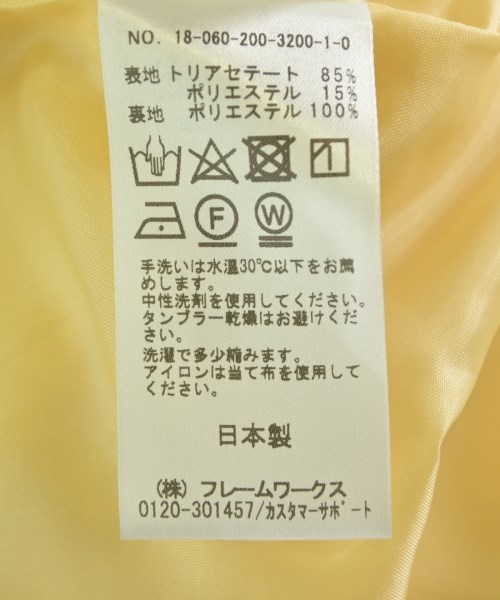 NO. 18-060-200-3200-1-0
表地 トリアセテート 85%
ポリエステル 15%
裏地 ポリエステル 100%
F W
手洗いは水温30℃以下をお薦
めします。
中性洗剤を使用してください。
タンブラー乾燥はお避けくだ
さい。
洗濯で多少縮みます。
アイロンは当て布を使用して
ください。
日本製
(株) フレームワークス
0120-301457/カスタマーサポート